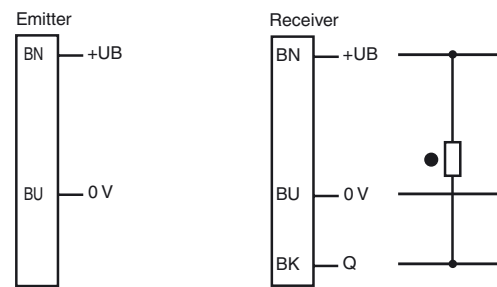 Emitter
BN +UB
BU 0 V
Receiver
BN +UB
BU 0 V
BK Q